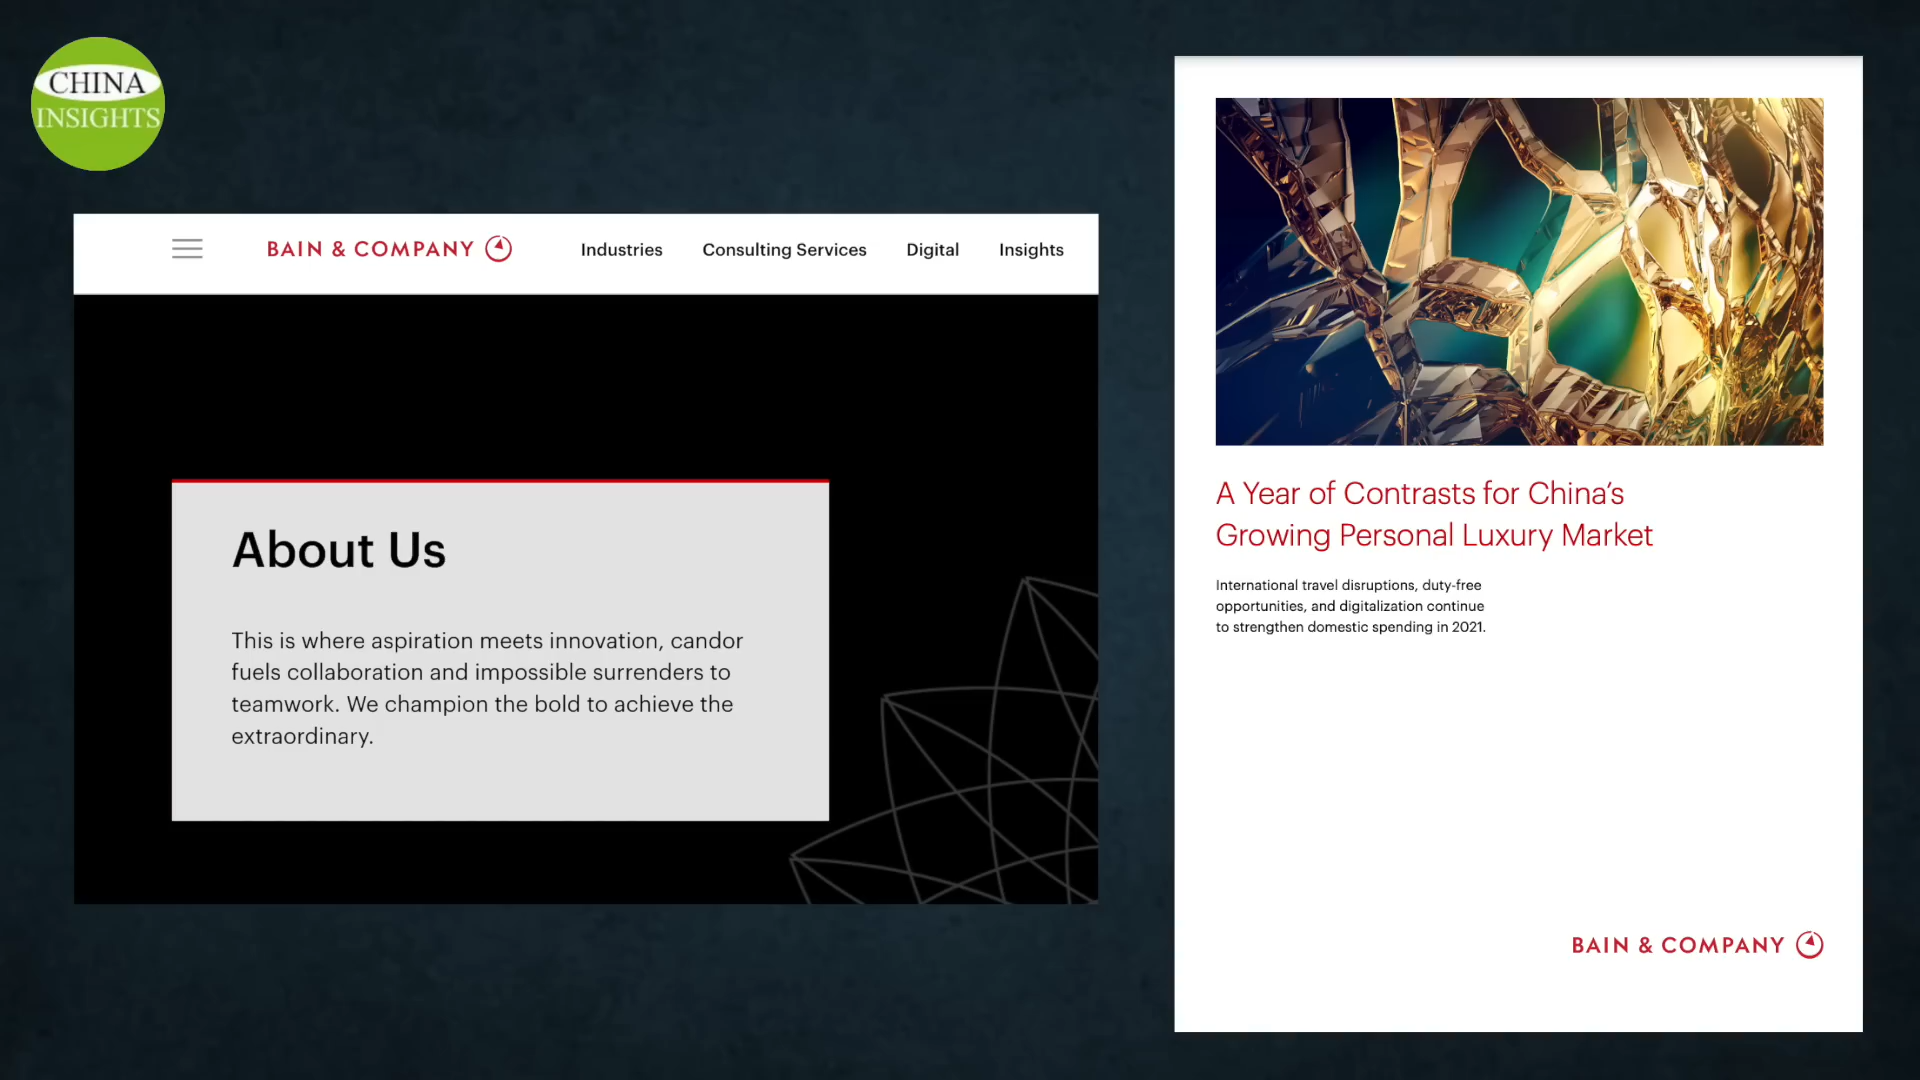 CHINA
INSIGHTS
BAIN & COMPANY
Industries
Consulting Services
Digital
Insights
About Us
This is where aspiration meets innovation, candor
fuels collaboration and impossible surrenders to
teamwork. We champion the bold to achieve the
extraordinary.
A Year of Contrasts for China’s
Growing Personal Luxury Market
International travel disruptions, duty-free
opportunities, and digitalization continue
to strengthen domestic spending in 2021.
BAIN & COMPANY